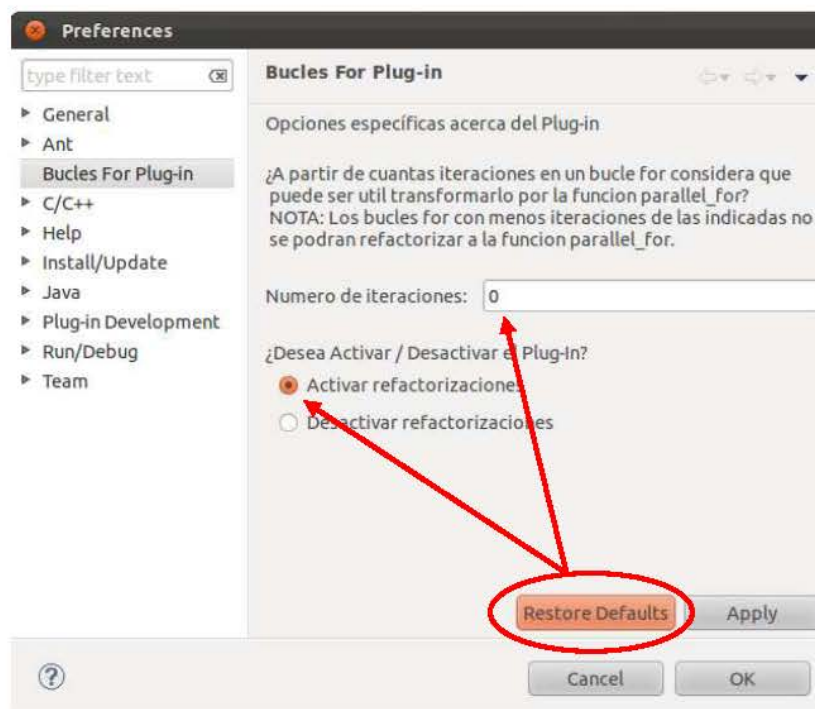 Preferences
type filter text
General
Ant
Bucles For Plug-in
C/C++
Help
Install/Update
Java
Plug-in Development
Run/Debug
Team
Bucles For Plug-in
Opciones específicas acerca del Plug-in
¿A partir de cuantas iteraciones en un bucle for considera que
puede ser util transformarlo por la funcion parallel_for?
NOTA: Los bucles for con menos iteraciones de las indicadas no
se podran refactorizar a la funcion parallel_for.
Numero de iteraciones: 0
¿Desea Activar / Desactivar el Plug-In?
Activar refactorizaciones
Desactivar refactorizaciones
Restore Defaults
Apply
?
Cancel
OK